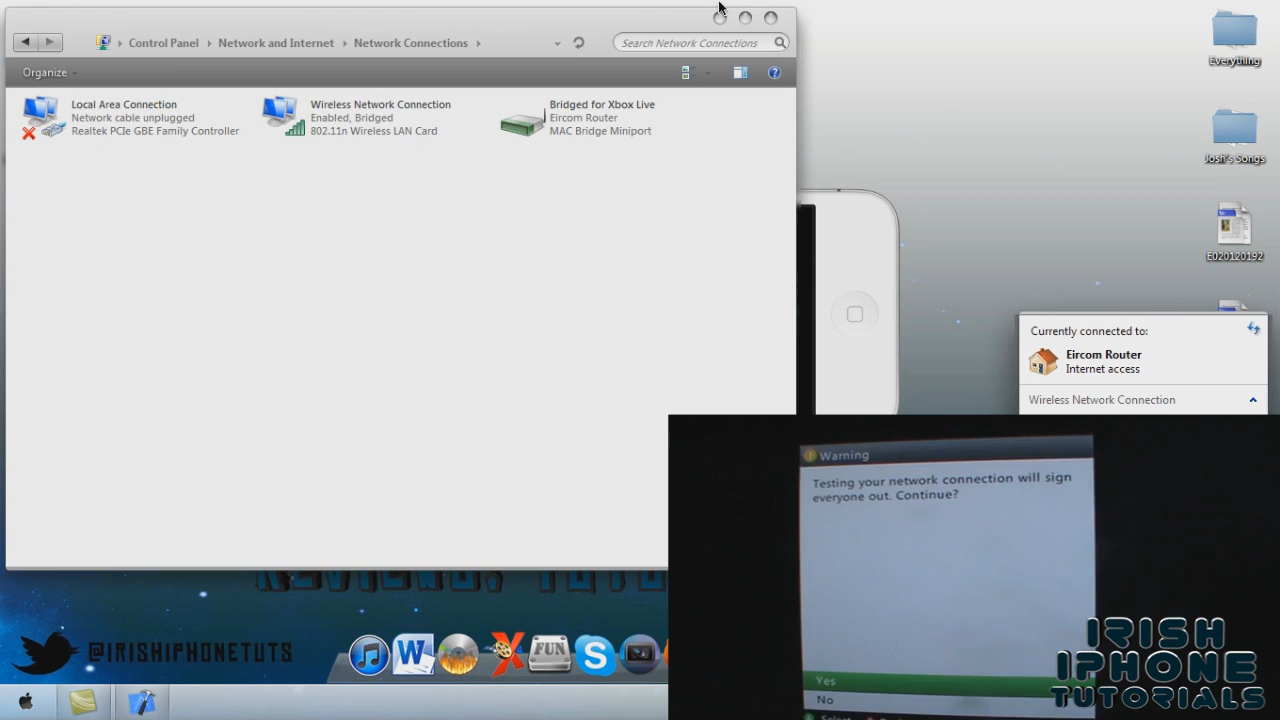 Control Panel
Network and Internet
Network Connections
Search Network Connections
Organize
Local Area Connection
Network cable unplugged
Realtek PCIe GBE Family Controller
Wireless Network Connection
Enabled, Bridged
802.11n Wireless LAN Card
Bridged for Xbox Live
Eircom Router
MAC Bridge Miniport
Everything
Josh's Songs
E020120192
Currently connected to:
Eircom Router
Internet access
Wireless Network Connection
Warning
Testing your network connection will sign
everyone out. Continue?
Yes
No
Select
@IRISHIPHONETUTS
W
FUN
S
IRISH
IPHONE
TUTORIALS